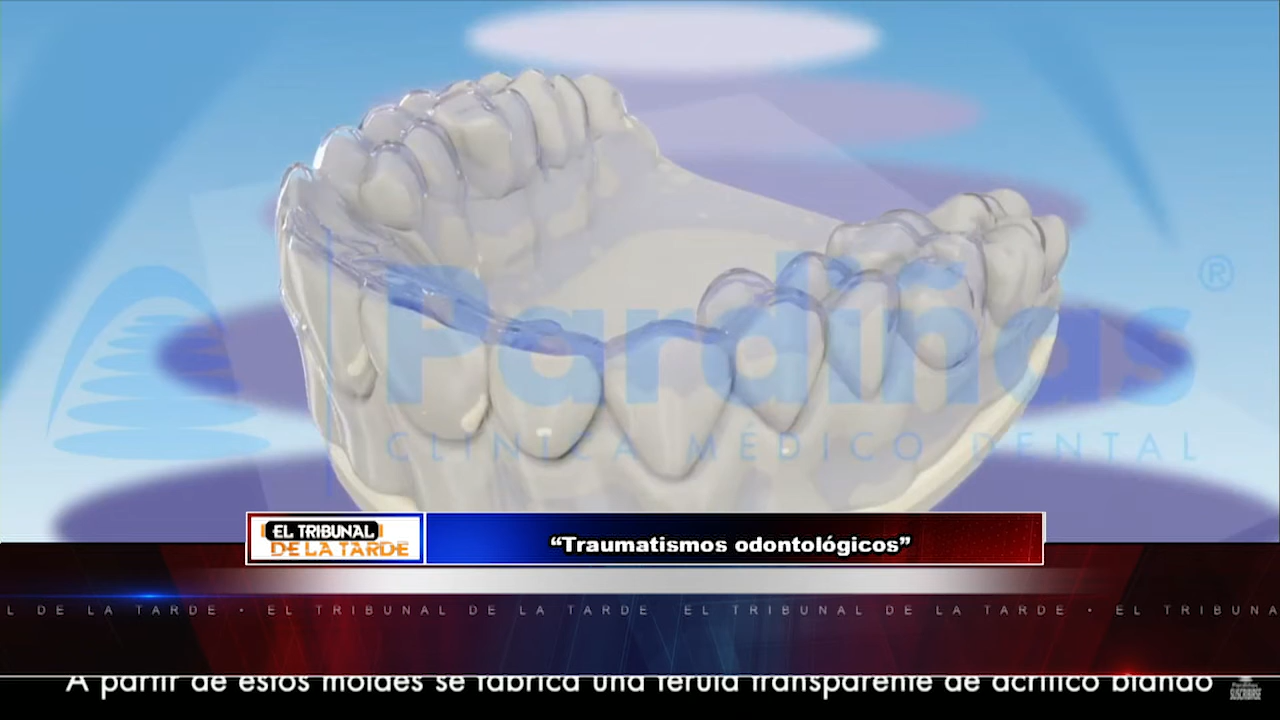 Pardiñas ®
CLÍNICA MÉDICO DENTAL
EL TRIBUNAL
DE LA TARDE
“Traumatismos odontológicos”
L DE LA TARDE • EL TRIBUNAL DE LA TARDE EL TRIBUNAL DE LA TARDE • EL TRIBUNA
A partir de estos moldes se fabrica una férula transparente de acrílico blando
Pardiñas
SUSCRIBIRSE